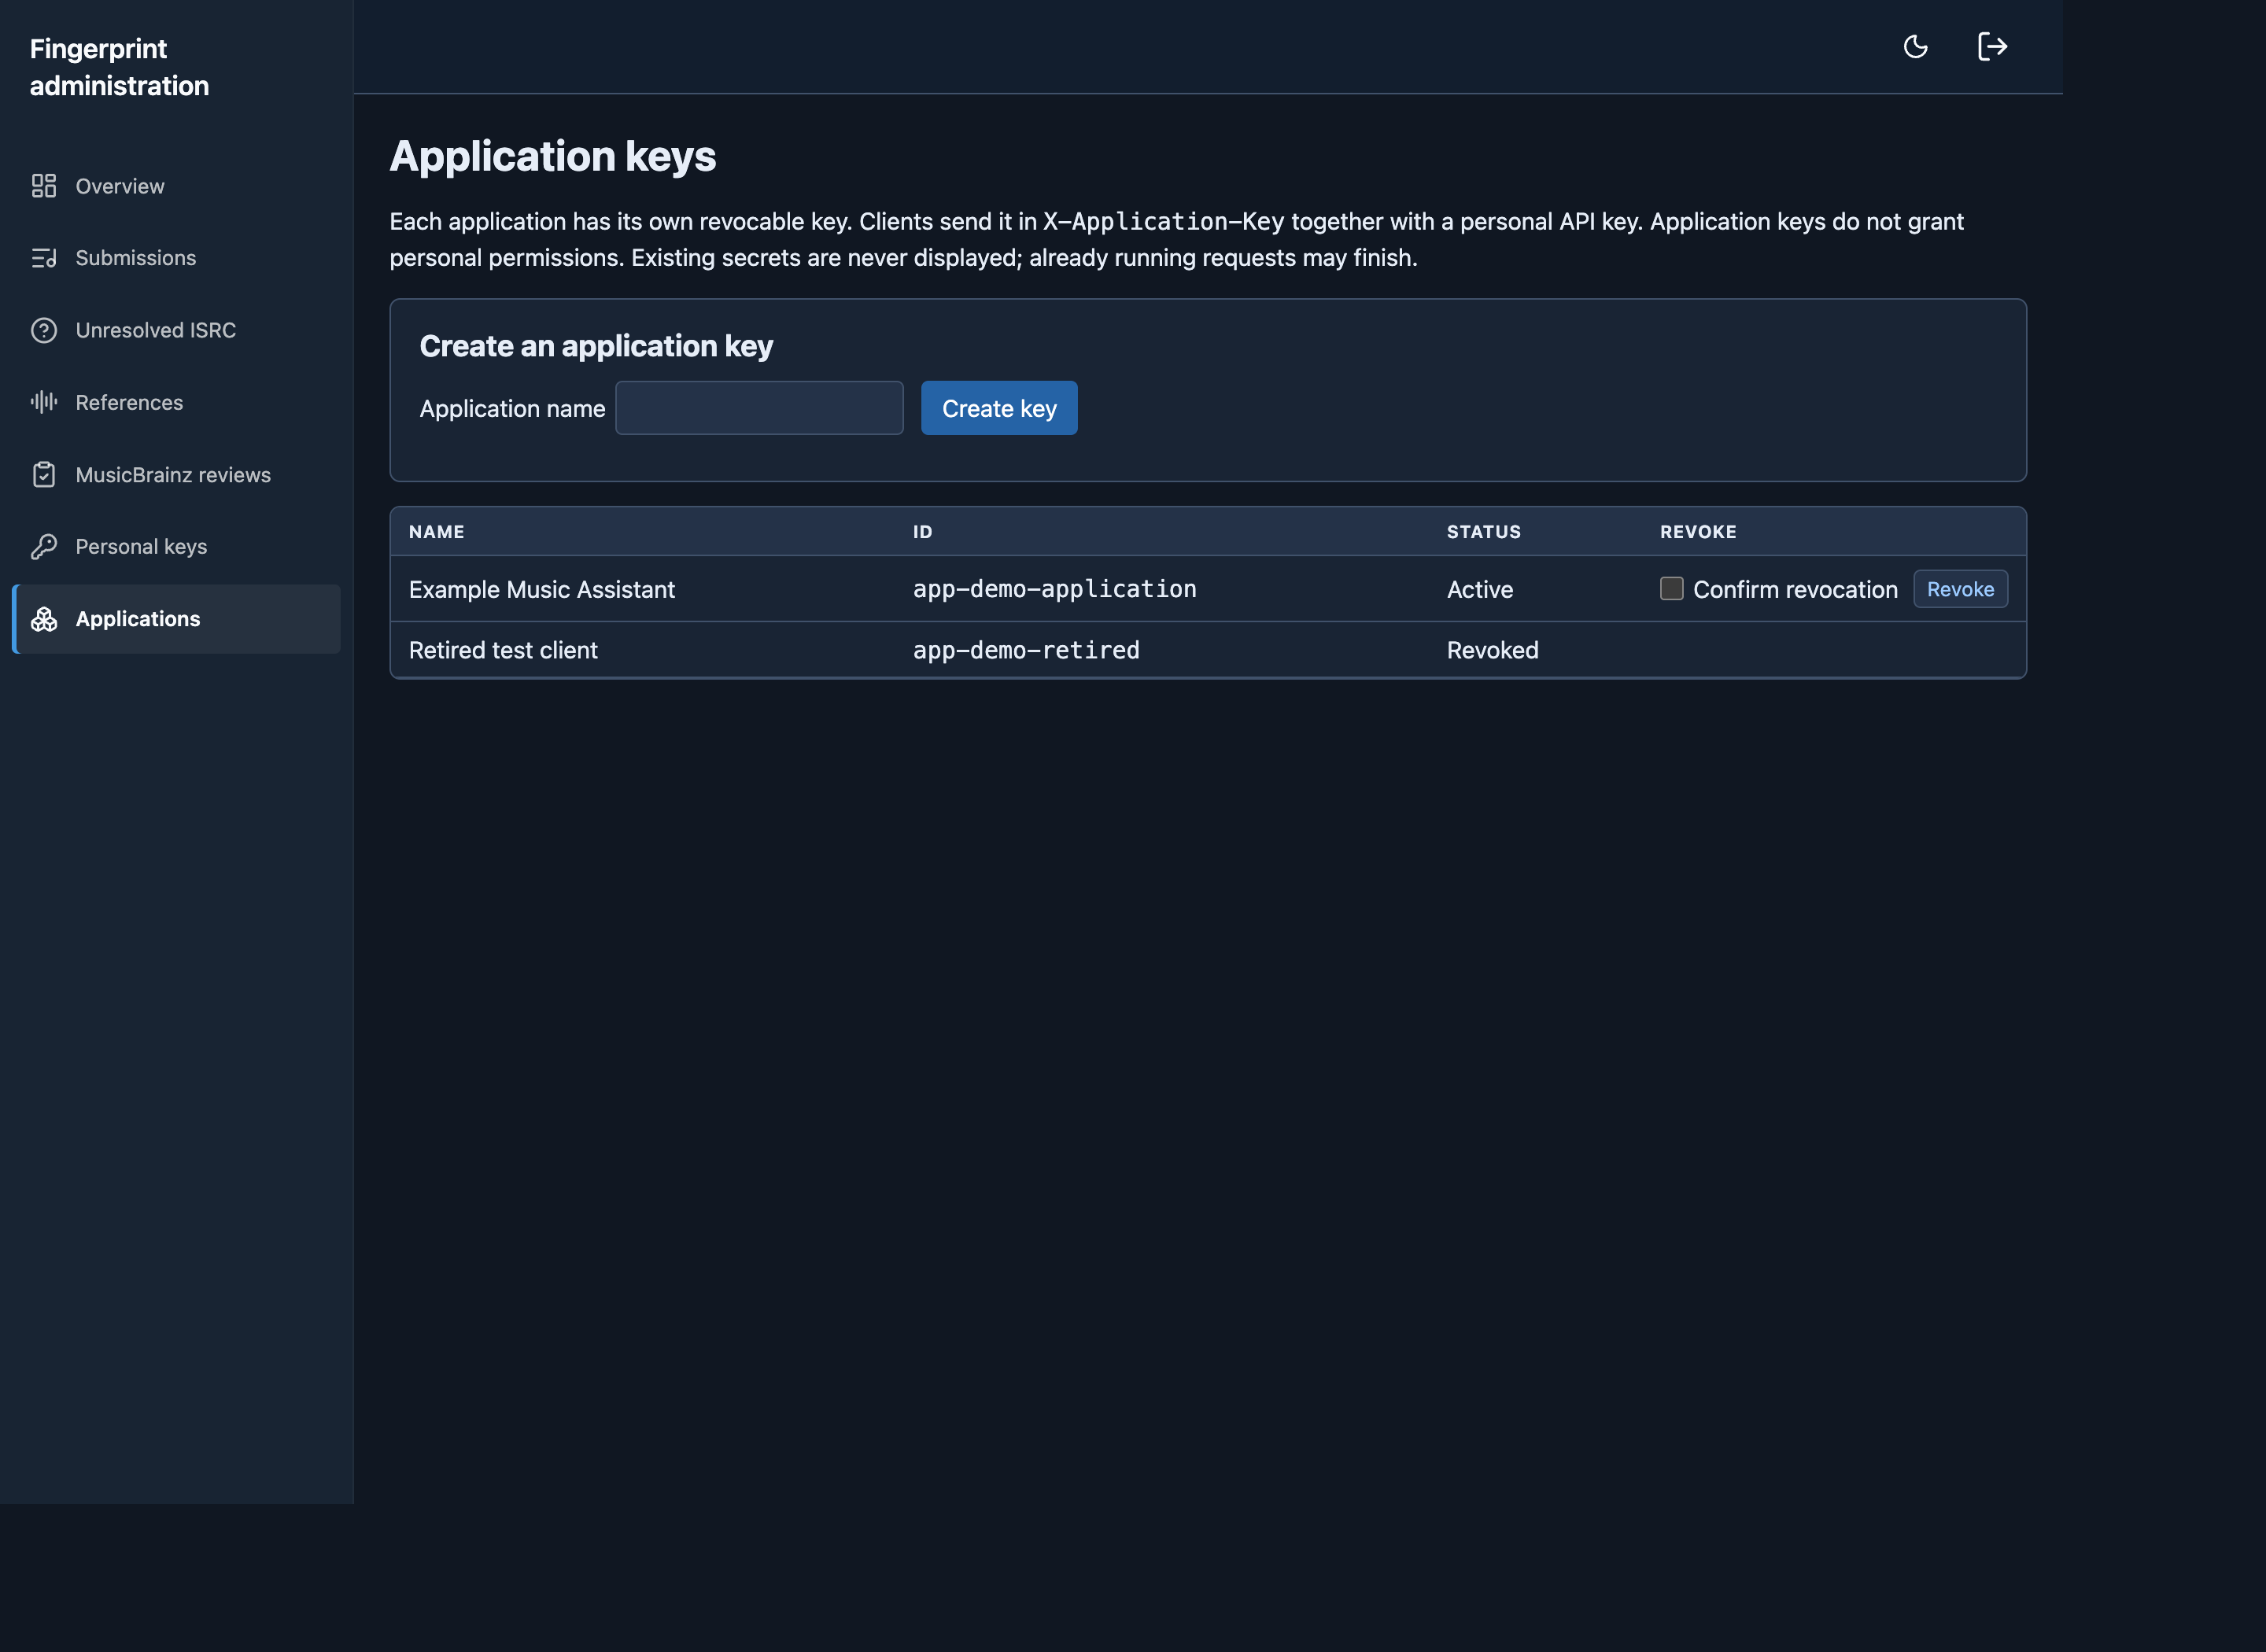 Fingerprint
administration
Overview
Submissions
Unresolved ISRC
References
MusicBrainz reviews
Personal keys
Applications
Application keys
Each application has its own revocable key. Clients send it in X-Application-Key together with a personal API key. Application keys do not grant
personal permissions. Existing secrets are never displayed; already running requests may finish.
Create an application key
Application name Create key
NAME ID STATUS REVOKE
Example Music Assistant app-demo-application Active Confirm revocation Revoke
Retired test client app-demo-retired Revoked